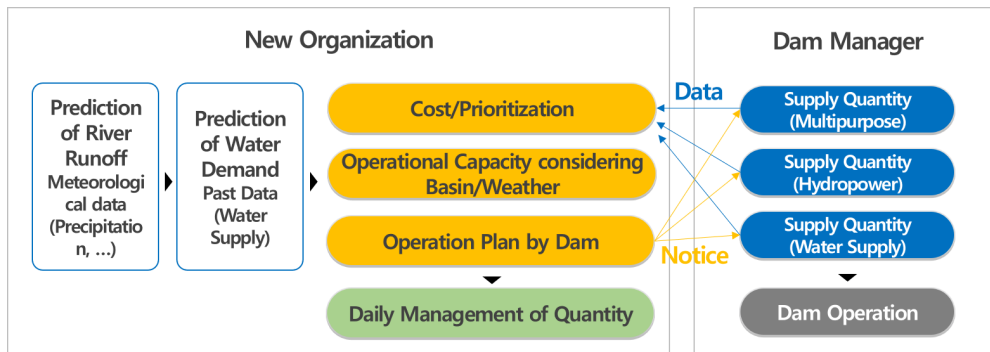 New Organization
Prediction
of River
Runoff
Meteorologi
cal data
(Precipitatio
n, ...)
Prediction
of Water
Demand
Past Data
(Water
Supply)
Cost/Prioritization
Operational Capacity considering
Basin/Weather
Operation Plan by Dam
Daily Management of Quantity
Data
Notice
Dam Manager
Supply Quantity
(Multipurpose)
Supply Quantity
(Hydropower)
Supply Quantity
(Water Supply)
Dam Operation